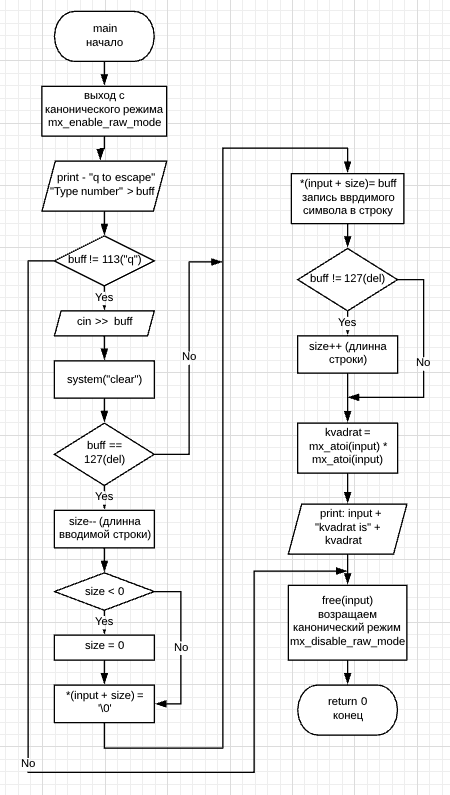 main
начало
выход с
канонического режима
mx_enable_raw_mode
print - "q to escape"
"Type number" > buff
buff != 113("q")
Yes
cin >> buff
system("clear")
buff ==
127(del)
No
Yes
size-- (длинна
вводимой строки)
size < 0
Yes
No
size = 0
*(input + size) =
'\0'
No
*(input + size)= buff
запись вврдимого
символа в строку
buff != 127(del)
Yes
No
size++ (длинна
строки)
kvadrat =
mx_atoi(input) *
mx_atoi(input)
print: input +
"kvadrat is" +
kvadrat
free(input)
возращаем
канонический режим
mx_disable_raw_mode
return 0
конец